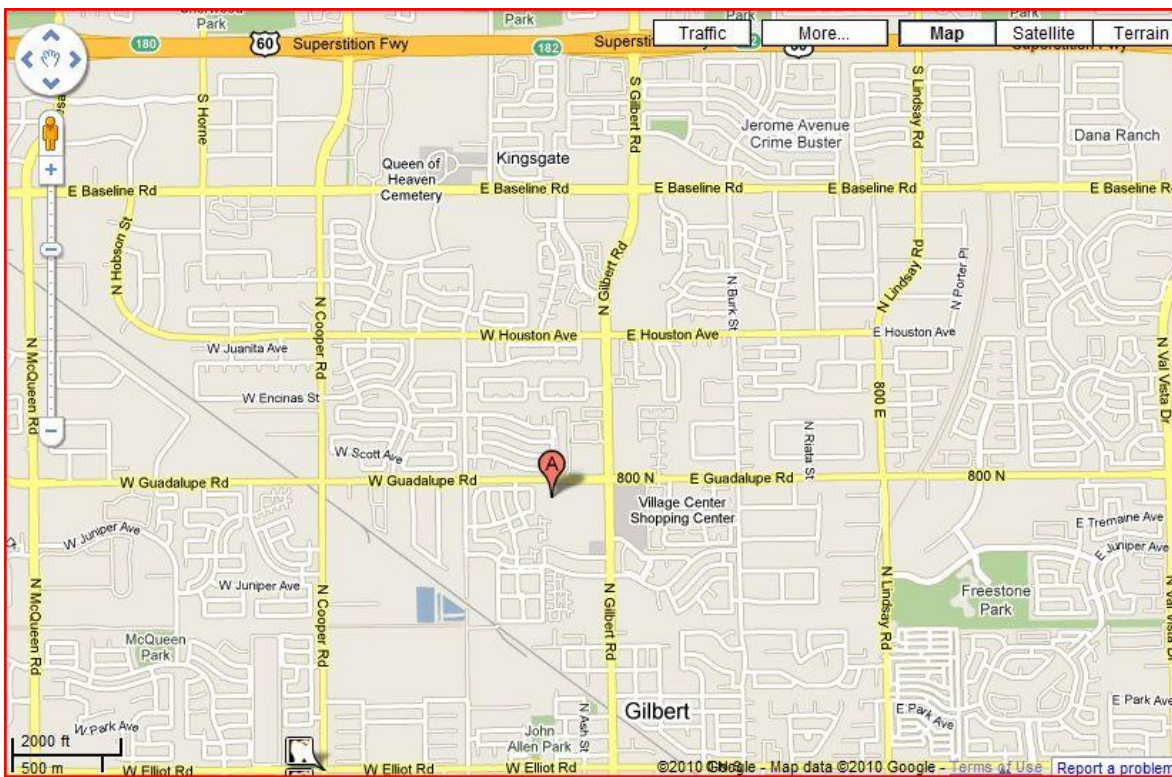 Park
Park
Park
Park
Traffic
More...
Map
Satellite
Terrain
180
60
Superstition Fwy
182
S Horne
S Gilbert Rd
S Lindsay Rd
Jerome Avenue
Crime Buster
Dana Ranch
Queen of
Heaven
Cemetery
Kingsgate
E Baseline Rd
E Baseline Rd
E Baseline Rd
E Baseline Rd
N Hobson St
N Cooper Rd
N Gilbert Rd
N Burk St
N Lindsay Rd
N Porter Pl
W Houston Ave
E Houston Ave
E Houston Ave
W Juanita Ave
N McQueen Rd
N Val Vista Dr
W Encinas St
800 E
W Scott Ave
N Riata St
A
W Guadalupe Rd
W Guadalupe Rd
800 N
E Guadalupe Rd
800 N
Village Center
Shopping Center
W Juniper Ave
E Tremaine Ave
E Juniper Ave
W Juniper Ave
N McQueen Rd
N Cooper Rd
N Gilbert Rd
N Lindsay Rd
Freestone
Park
McQueen
Park
W Park Ave
Gilbert
N Ash St
John
Allen Park
E Park Ave
E Park Ave
2000 ft
500 m
W Elliot Rd
W Elliot Rd
©2010 Google - Map data ©2010 Google - Terms of Use
Report a problem